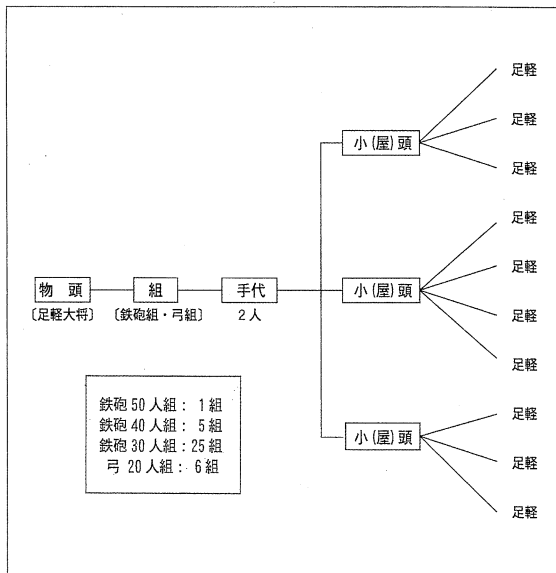 足軽
足軽
小(屋)頭
足軽
足軽
足軽
物 頭
組
手代
小(屋)頭
〔足軽大将〕
〔鉄砲組・弓組〕
2人
足軽
足軽
足軽
小(屋)頭
足軽
足軽
鉄砲50人組: 1組
鉄砲40人組: 5組
鉄砲30人組:25組
弓 20人組: 6組